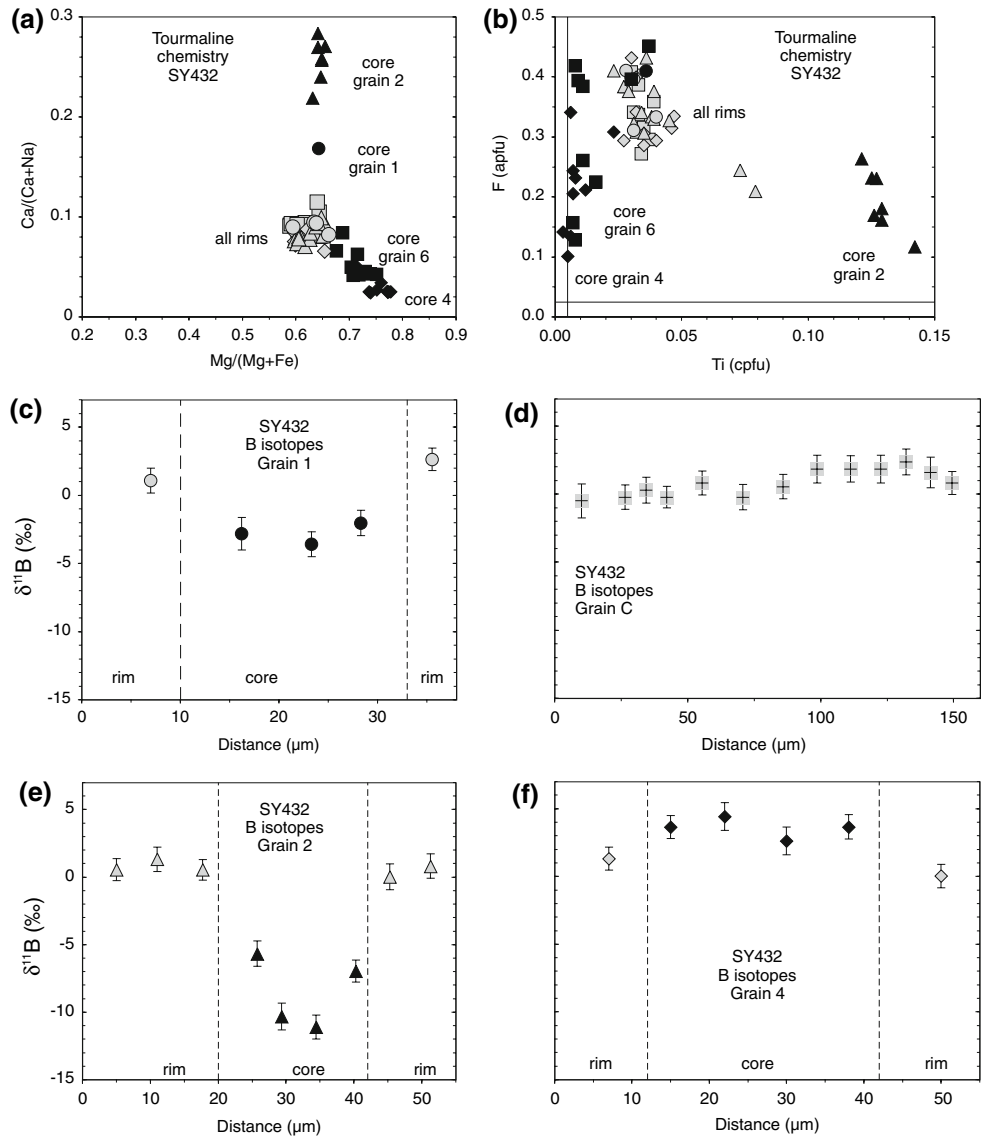 (a)
0.3
0.2
0.1
0
0.2 0.3 0.4 0.5 0.6 0.7 0.8 0.9
Ca/(Ca+Na)
Mg/(Mg+Fe)
Tourmaline
chemistry
SY432
core
grain 2
core
grain 1
all rims
core
grain 6
core 4
(b)
0.5
0.4
0.3
0.2
0.1
0.0
0.00 0.05 0.10 0.15
F (apfu)
Ti (cpfu)
Tourmaline
chemistry
SY432
all rims
core
grain 6
core grain 4
core
grain 2
(c)
5
0
-5
-10
-15
0 10 20 30
δ¹¹B (‰)
Distance (µm)
SY432
B isotopes
Grain 1
rim core rim
(d)
SY432
B isotopes
Grain C
0 50 100 150
Distance (µm)
(e)
5
0
-5
-10
-15
0 10 20 30 40 50
δ¹¹B (‰)
Distance (µm)
SY432
B isotopes
Grain 2
rim core rim
(f)
SY432
B isotopes
Grain 4
rim core rim
0 10 20 30 40 50
Distance (µm)